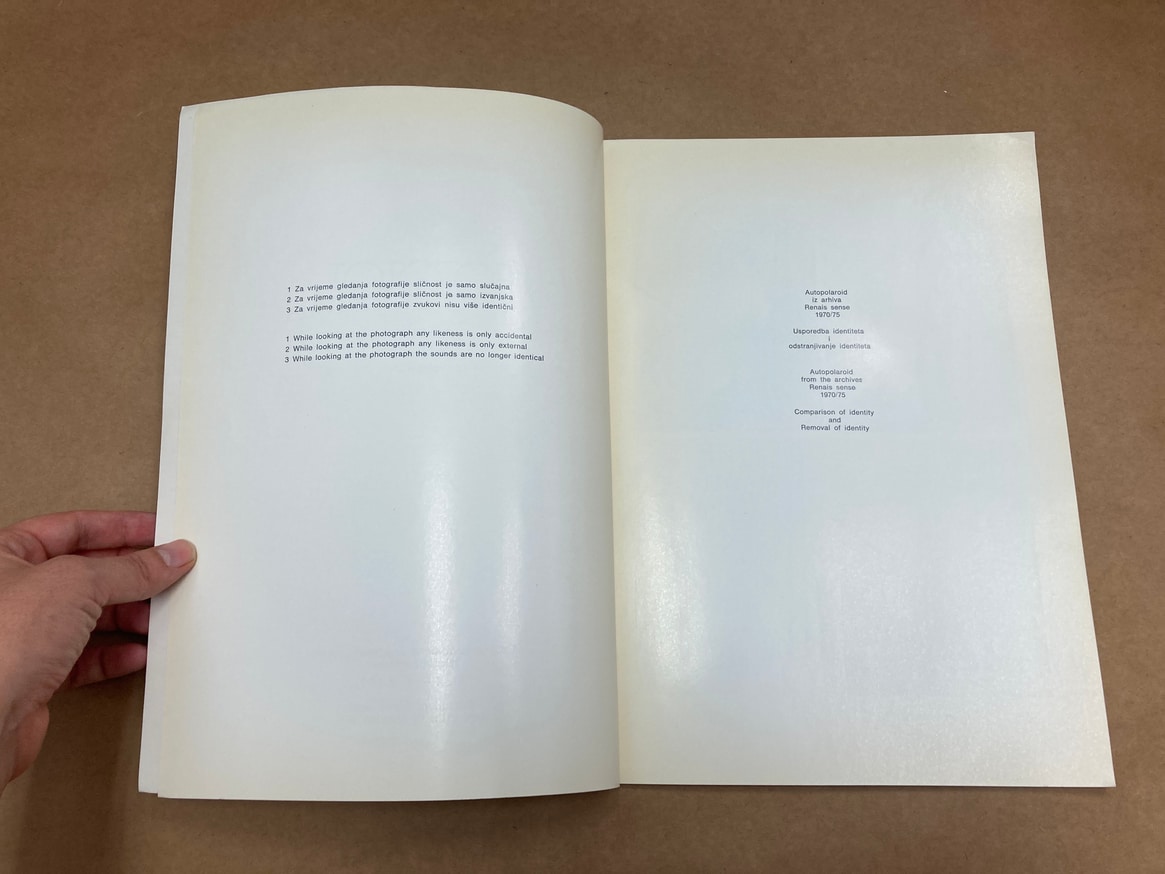 1 Za vrijeme gledanja fotografije sličnost je samo slučajna
2 Za vrijeme gledanja fotografije sličnost je samo izvanjska
3 Za vrijeme gledanja fotografije zvukovi nisu više identični
1 While looking at the photograph any likeness is only accidental
2 While looking at the photograph any likeness is only external
3 While looking at the photograph the sounds are no longer identical
Autopolaroid
iz arhiva
Renais sense
1970/75
Usporedba identiteta
i
odstranjivanje identiteta
Autopolaroid
from the archives
Renais sense
1970/75
Comparison of identity
and
Removal of identity